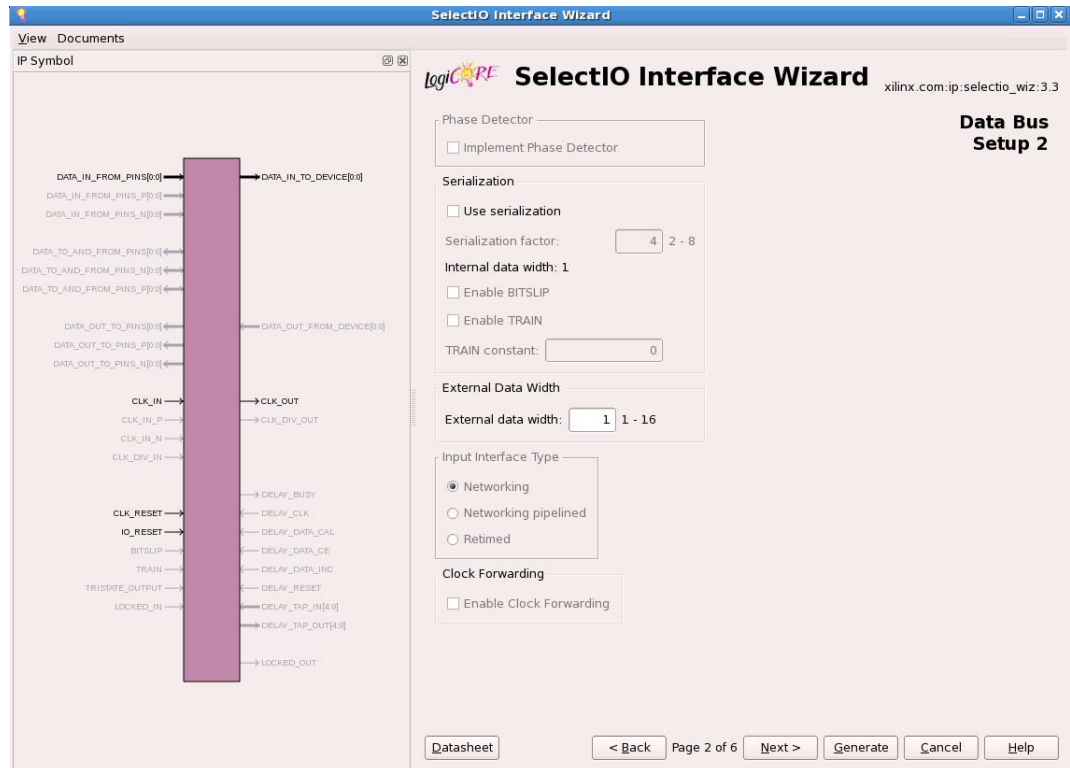 SelectIO Interface Wizard
View Documents
IP Symbol
DATA_IN_FROM_PINS[0:0]
DATA_IN_TO_DEVICE[0:0]
DATA_IN_FROM_PINS_P[0:0]
DATA_IN_FROM_PINS_N[0:0]
DATA_TO_AND_FROM_PINS[0:0]
DATA_TO_AND_FROM_PINS_N[0:0]
DATA_TO_AND_FROM_PINS_P[0:0]
DATA_OUT_TO_PINS[0:0]
DATA_OUT_FROM_DEVICE[0:0]
DATA_OUT_TO_PINS_P[0:0]
DATA_OUT_TO_PINS_N[0:0]
CLK_IN
CLK_OUT
CLK_IN_P
CLK_DIV_OUT
CLK_IN_N
CLK_DIV_IN
DELAY_BUSY
CLK_RESET
DELAY_CLK
IO_RESET
DELAY_DATA_CAL
BITSLIP
DELAY_DATA_CE
TRAIN
DELAY_DATA_INC
TRISTATE_OUTPUT
DELAY_RESET
LOCKED_IN
DELAY_TAP_IN[4:0]
DELAY_TAP_OUT[4:0]
LOCKED_OUT
LogiCORE SelectIO Interface Wizard xilinx.com:ip:selectio_wiz:3.3
Data Bus
Setup 2
Phase Detector
Implement Phase Detector
Serialization
Use serialization
Serialization factor: 4 2 - 8
Internal data width: 1
Enable BITSLIP
Enable TRAIN
TRAIN constant: 0
External Data Width
External data width: 1 1 - 16
Input Interface Type
Networking
Networking pipelined
Retimed
Clock Forwarding
Enable Clock Forwarding
Datasheet < Back Page 2 of 6 Next > Generate Cancel Help